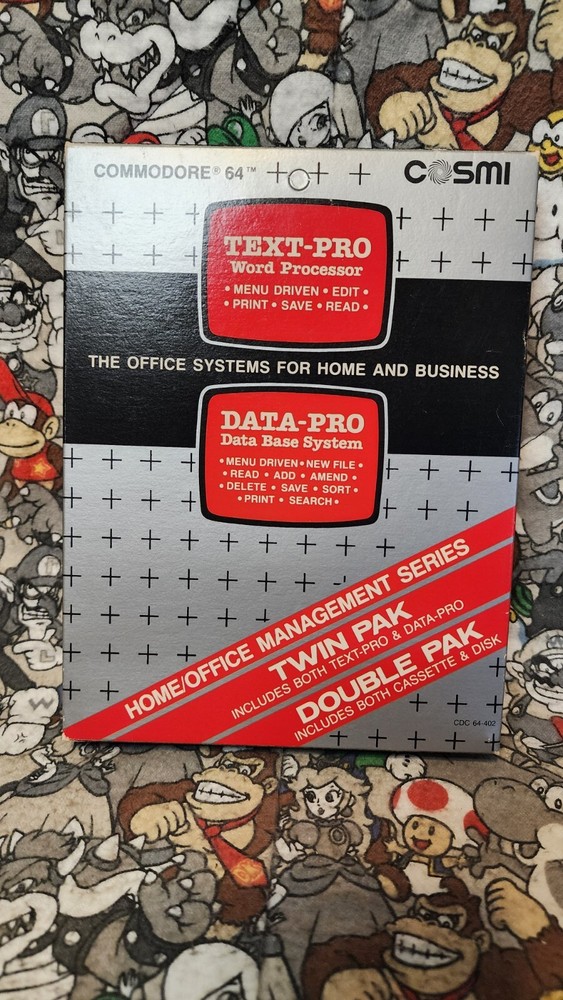 COMMODORE® 64™
COSMI
TEXT-PRO
Word Processor
• MENU DRIVEN • EDIT •
• PRINT • SAVE • READ •
THE OFFICE SYSTEMS FOR HOME AND BUSINESS
DATA-PRO
Data Base System
• MENU DRIVEN • NEW FILE •
• READ • ADD • AMEND •
• DELETE • SAVE • SORT •
• PRINT • SEARCH •
HOME/OFFICE MANAGEMENT SERIES
TWIN PAK
INCLUDES BOTH TEXT-PRO & DATA-PRO
DOUBLE PAK
INCLUDES BOTH CASSETTE & DISK
CDC 64-402